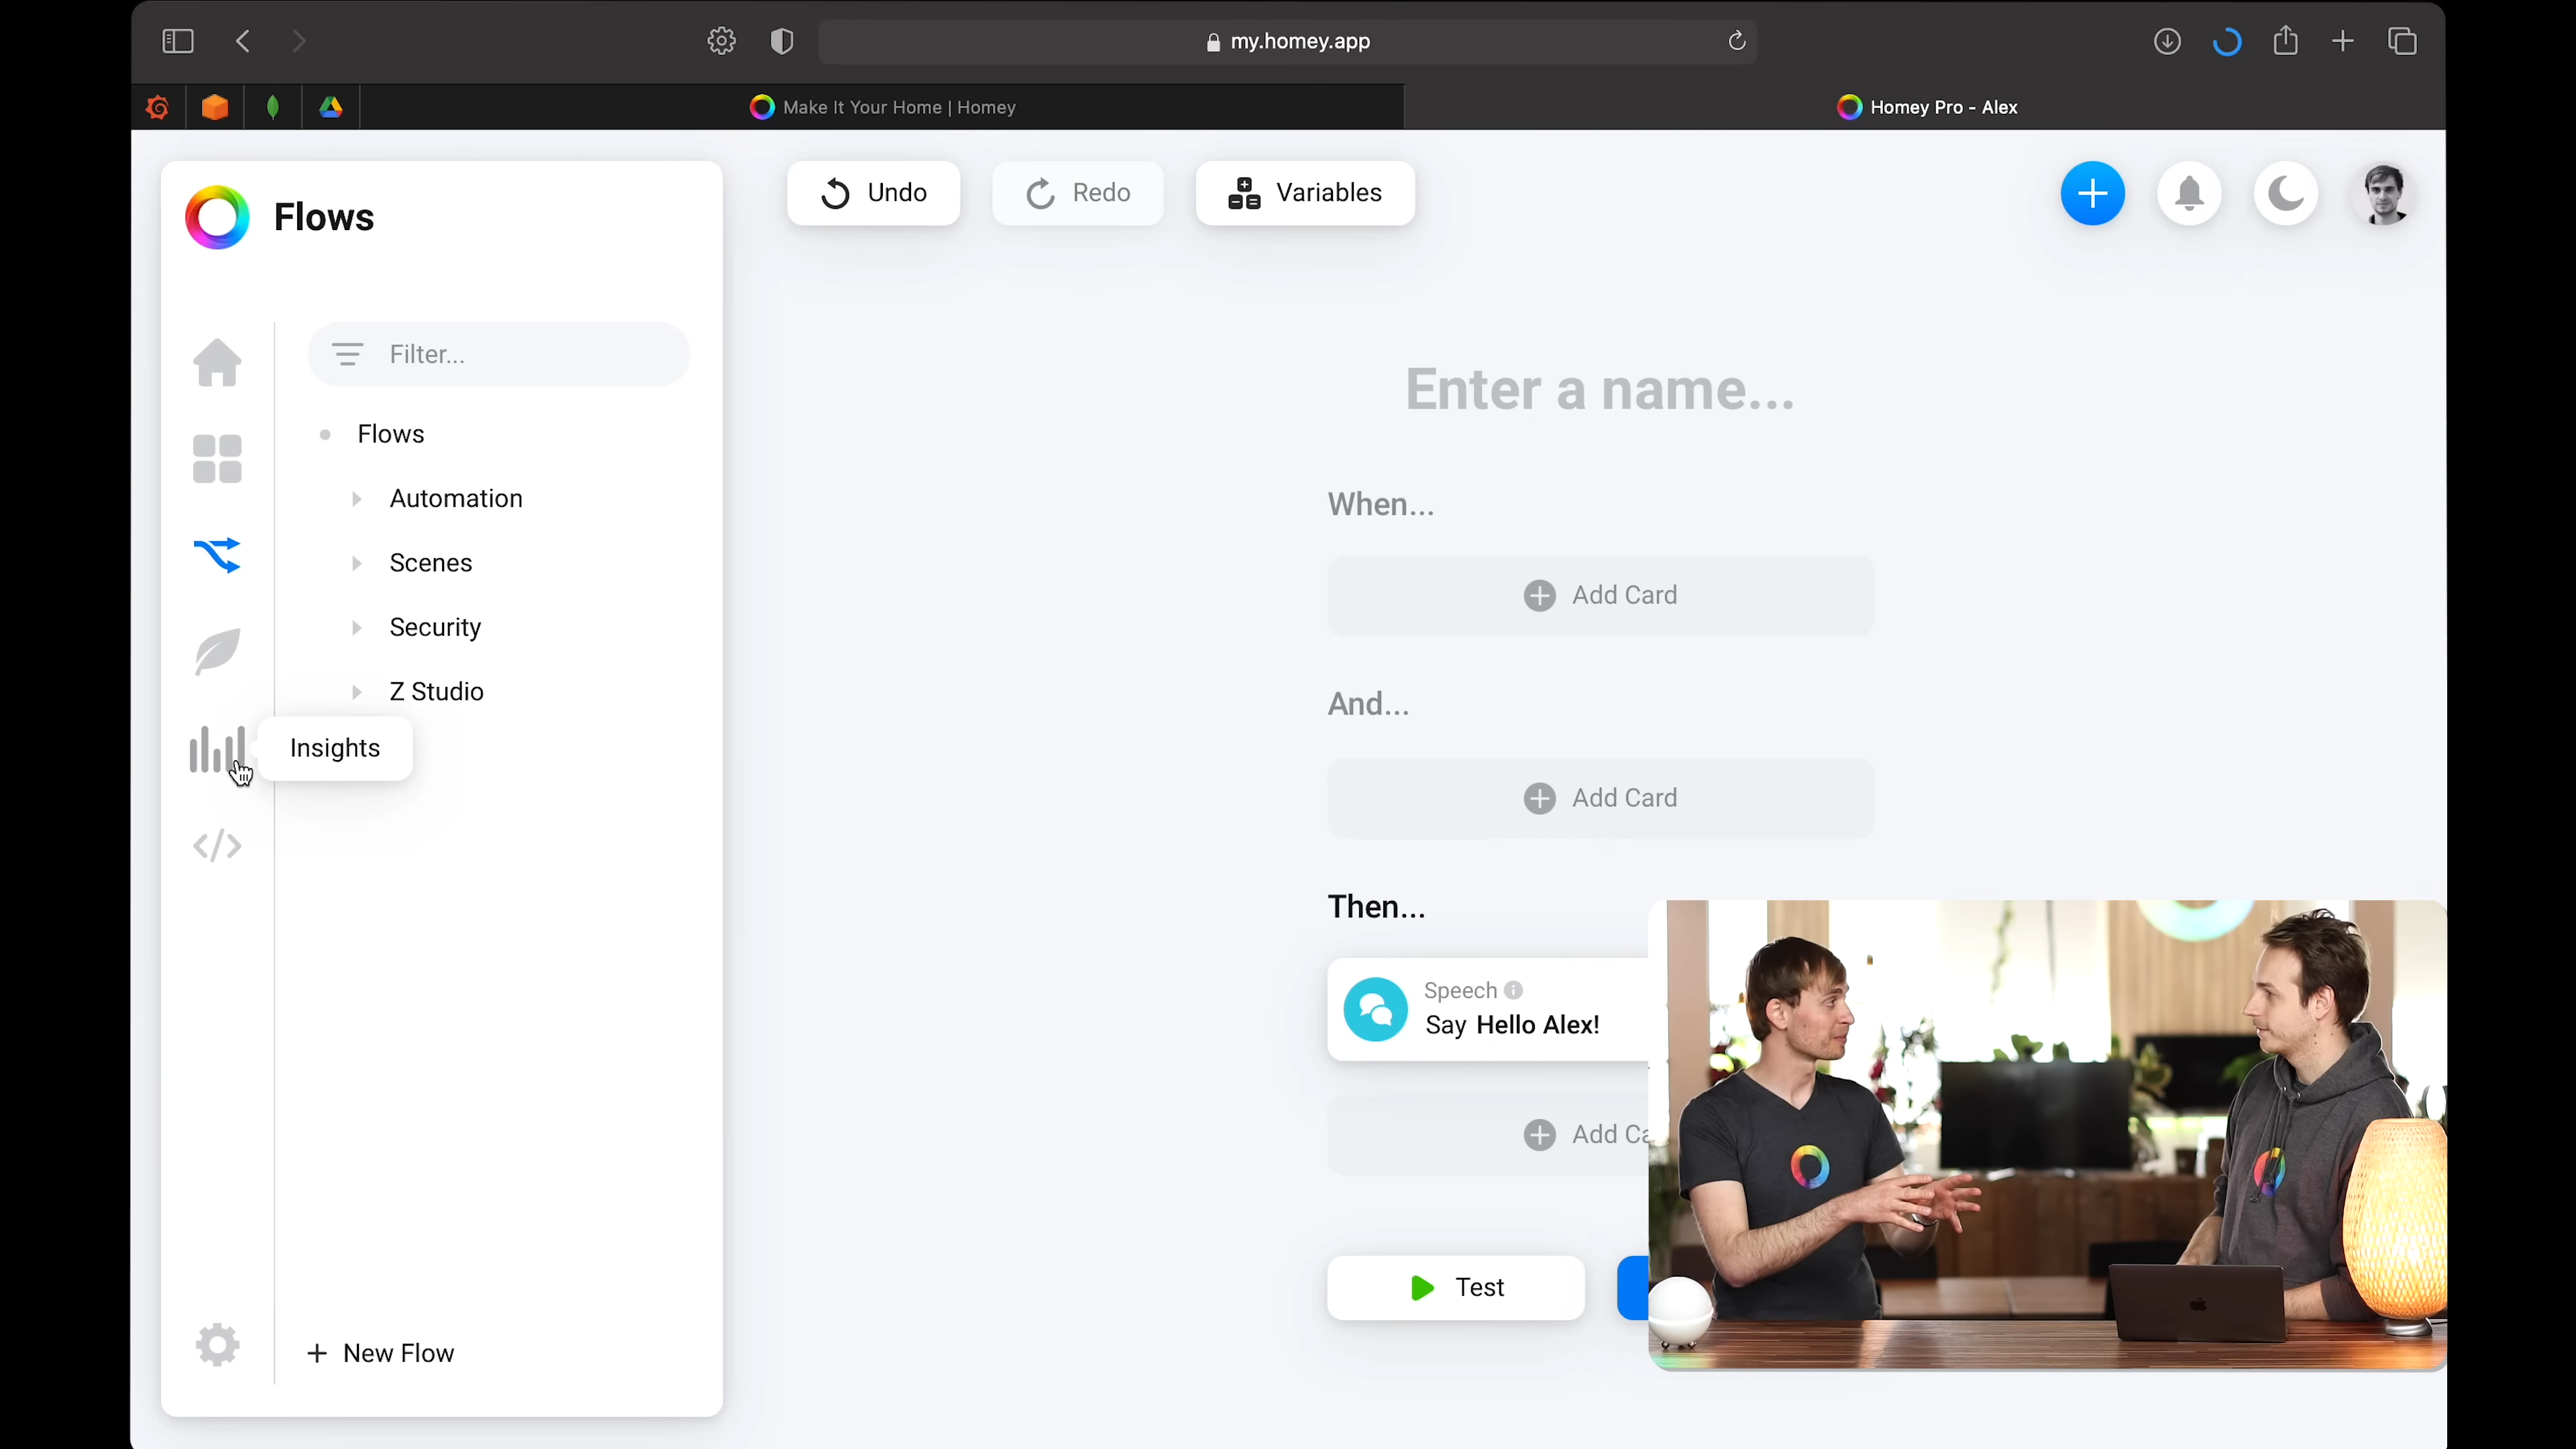 my.homey.app
Make It Your Home | Homey
Homey Pro - Alex
Flows
Undo
Redo
Variables
Filter...
Flows
Automation
Scenes
Security
Z Studio
Insights
New Flow
Enter a name...
When...
Add Card
And...
Add Card
Then...
Speech
Say Hello Alex!
Add Ca
Test